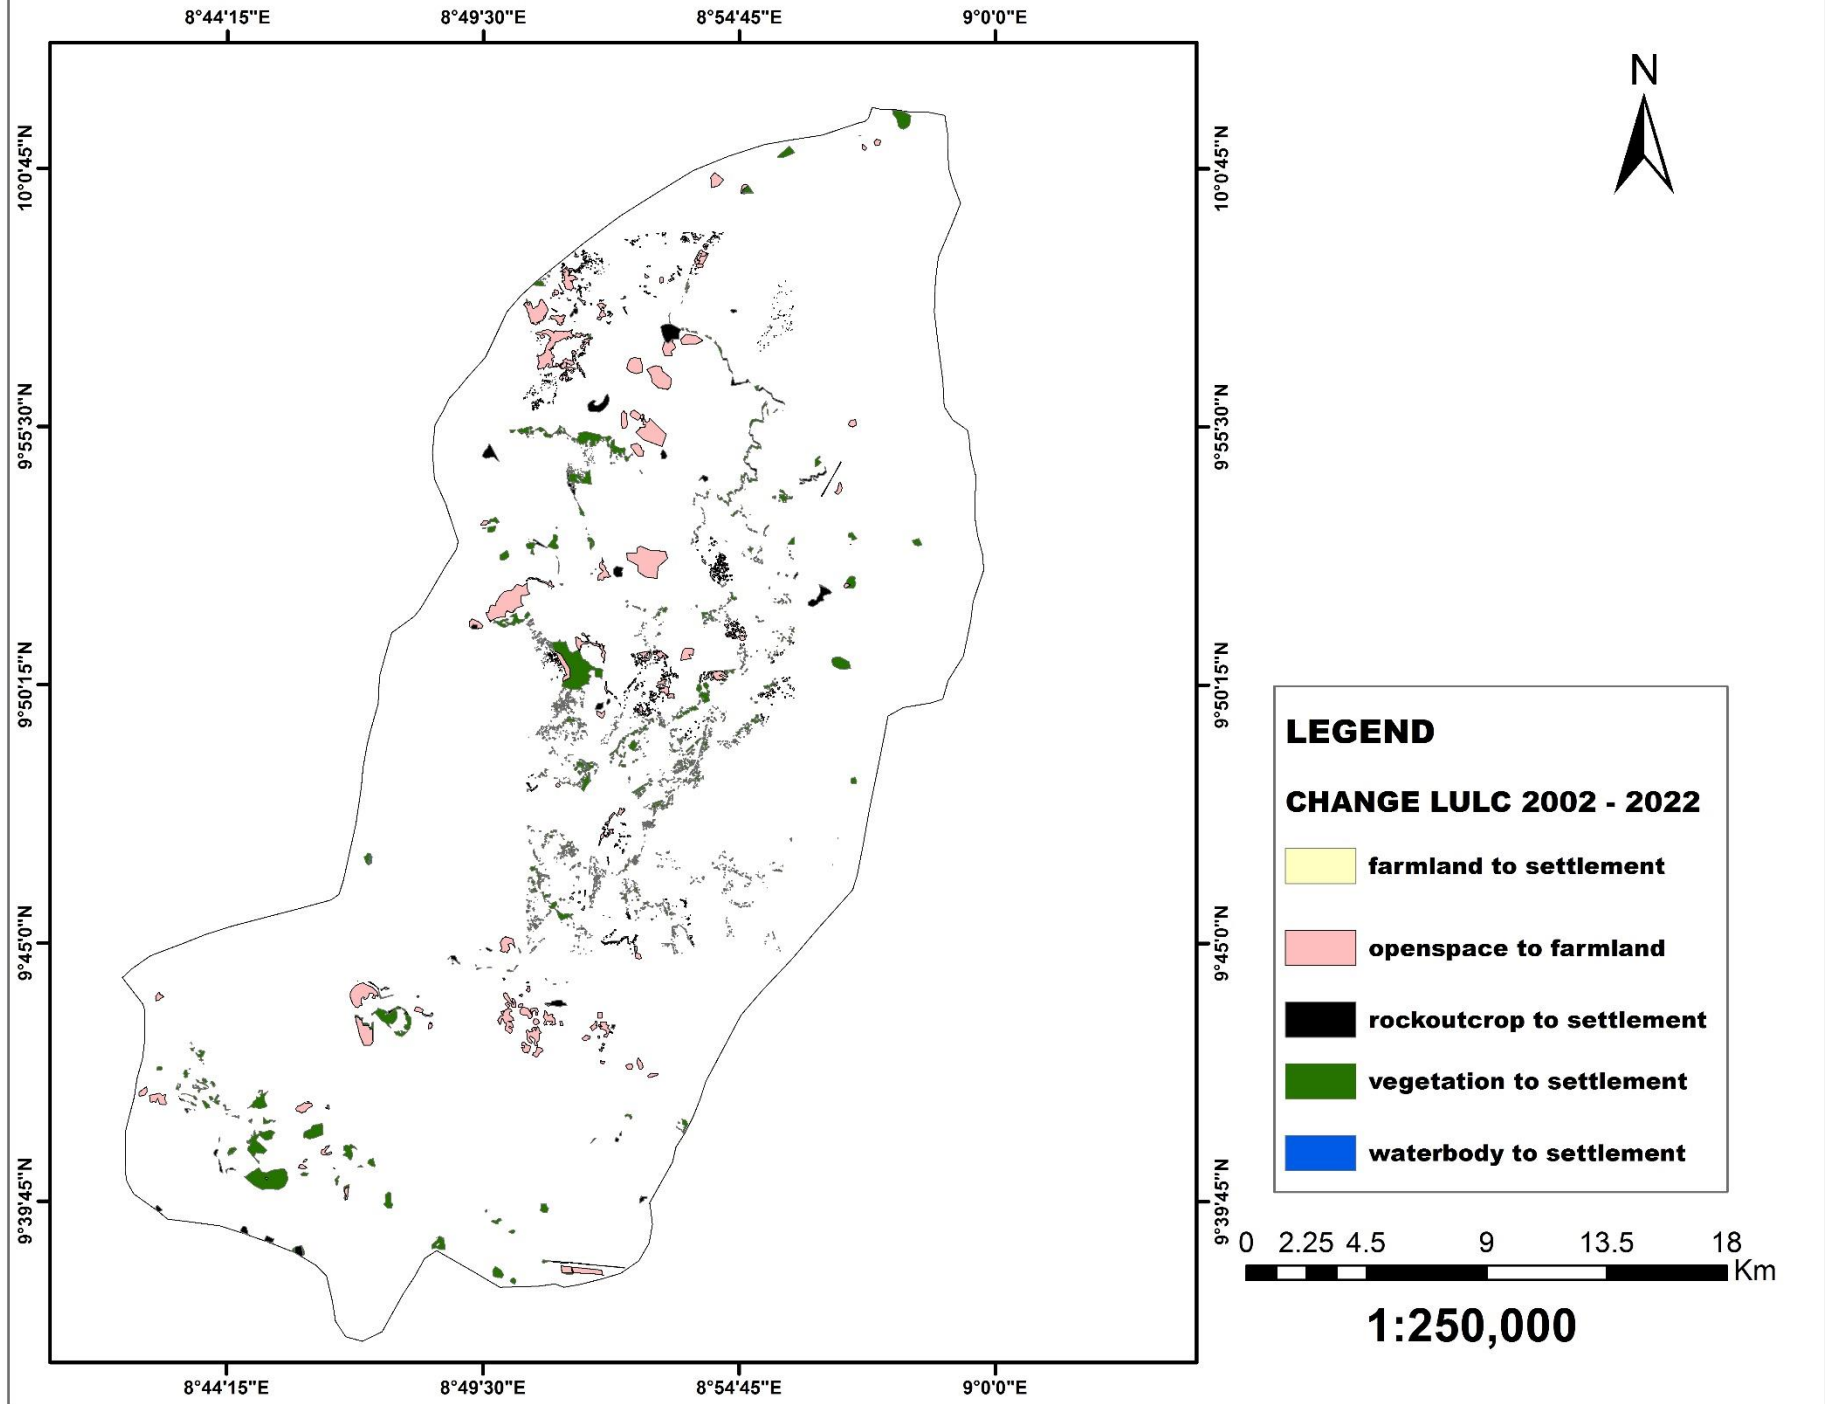 8°44'15"E 8°49'30"E 8°54'45"E 9°0'0"E
N
10°0'45"N 10°0'45"N
9°55'30"N 9°55'30"N
9°50'15"N 9°50'15"N
9°45'0"N 9°45'0"N
9°39'45"N 9°39'45"N
LEGEND
CHANGE LULC 2002 - 2022
farmland to settlement
openspace to farmland
rockoutcrop to settlement
vegetation to settlement
waterbody to settlement
0 2.25 4.5 9 13.5 18
Km
1:250,000
8°44'15"E 8°49'30"E 8°54'45"E 9°0'0"E